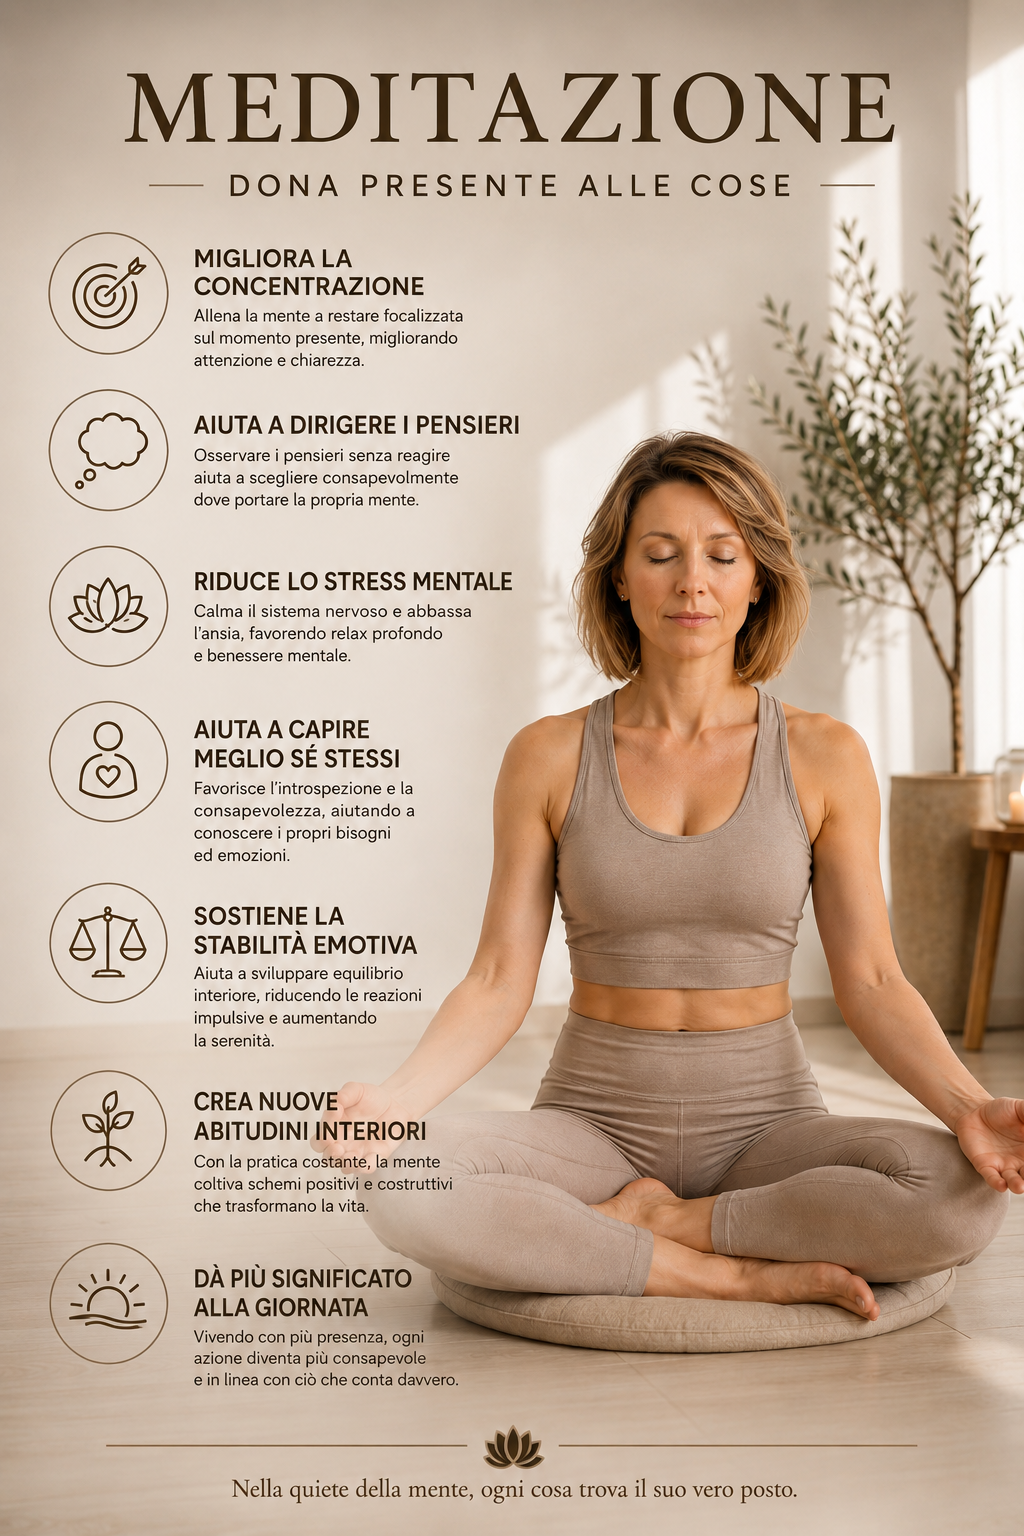 MEDITAZIONE
DONA PRESENTE ALLE COSE
MIGLIORA LA
CONCENTRAZIONE
Allena la mente a restare focalizzata
sul momento presente, migliorando
attenzione e chiarezza.
AIUTA A DIRIGERE I PENSIERI
Osservare i pensieri senza reagire
aiuta a scegliere consapevolmente
dove portare la propria mente.
RIDUCE LO STRESS MENTALE
Calma il sistema nervoso e abbassa
l'ansia, favorendo relax profondo
e benessere mentale.
AIUTA A CAPIRE
MEGLIO SÉ STESSI
Favorisce l'introspezione e la
consapevolezza, aiutando a
conoscere i propri bisogni
ed emozioni.
SOSTIENE LA
STABILITÀ EMOTIVA
Aiuta a sviluppare equilibrio
interiore, riducendo le reazioni
impulsive e aumentando
la serenità.
CREA NUOVE
ABITUDINI INTERIORI
Con la pratica costante, la mente
coltiva schemi positivi e costruttivi
che trasformano la vita.
DÀ PIÙ SIGNIFICATO
ALLA GIORNATA
Vivendo con più presenza, ogni
azione diventa più consapevole
e in linea con ciò che conta davvero.
Nella quiete della mente, ogni cosa trova il suo vero posto.